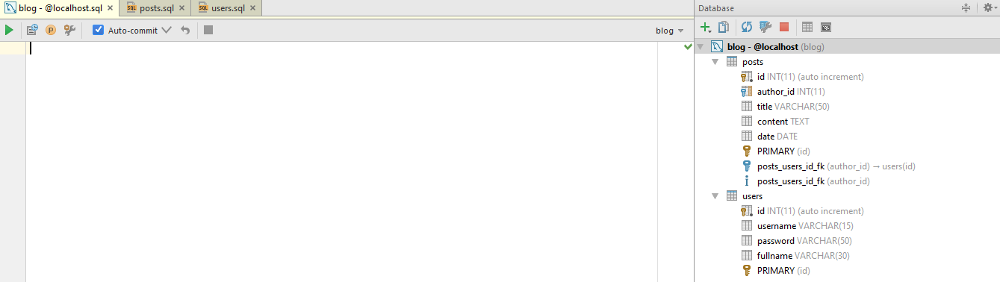 blog - @localhost.sql posts.sql users.sql
Auto-commit blog
Database
blog - @localhost (blog)
posts
id INT(11) (auto increment)
author_id INT(11)
title VARCHAR(50)
content TEXT
date DATE
PRIMARY (id)
posts_users_id_fk (author_id) → users(id)
posts_users_id_fk (author_id)
users
id INT(11) (auto increment)
username VARCHAR(15)
password VARCHAR(50)
fullname VARCHAR(30)
PRIMARY (id)